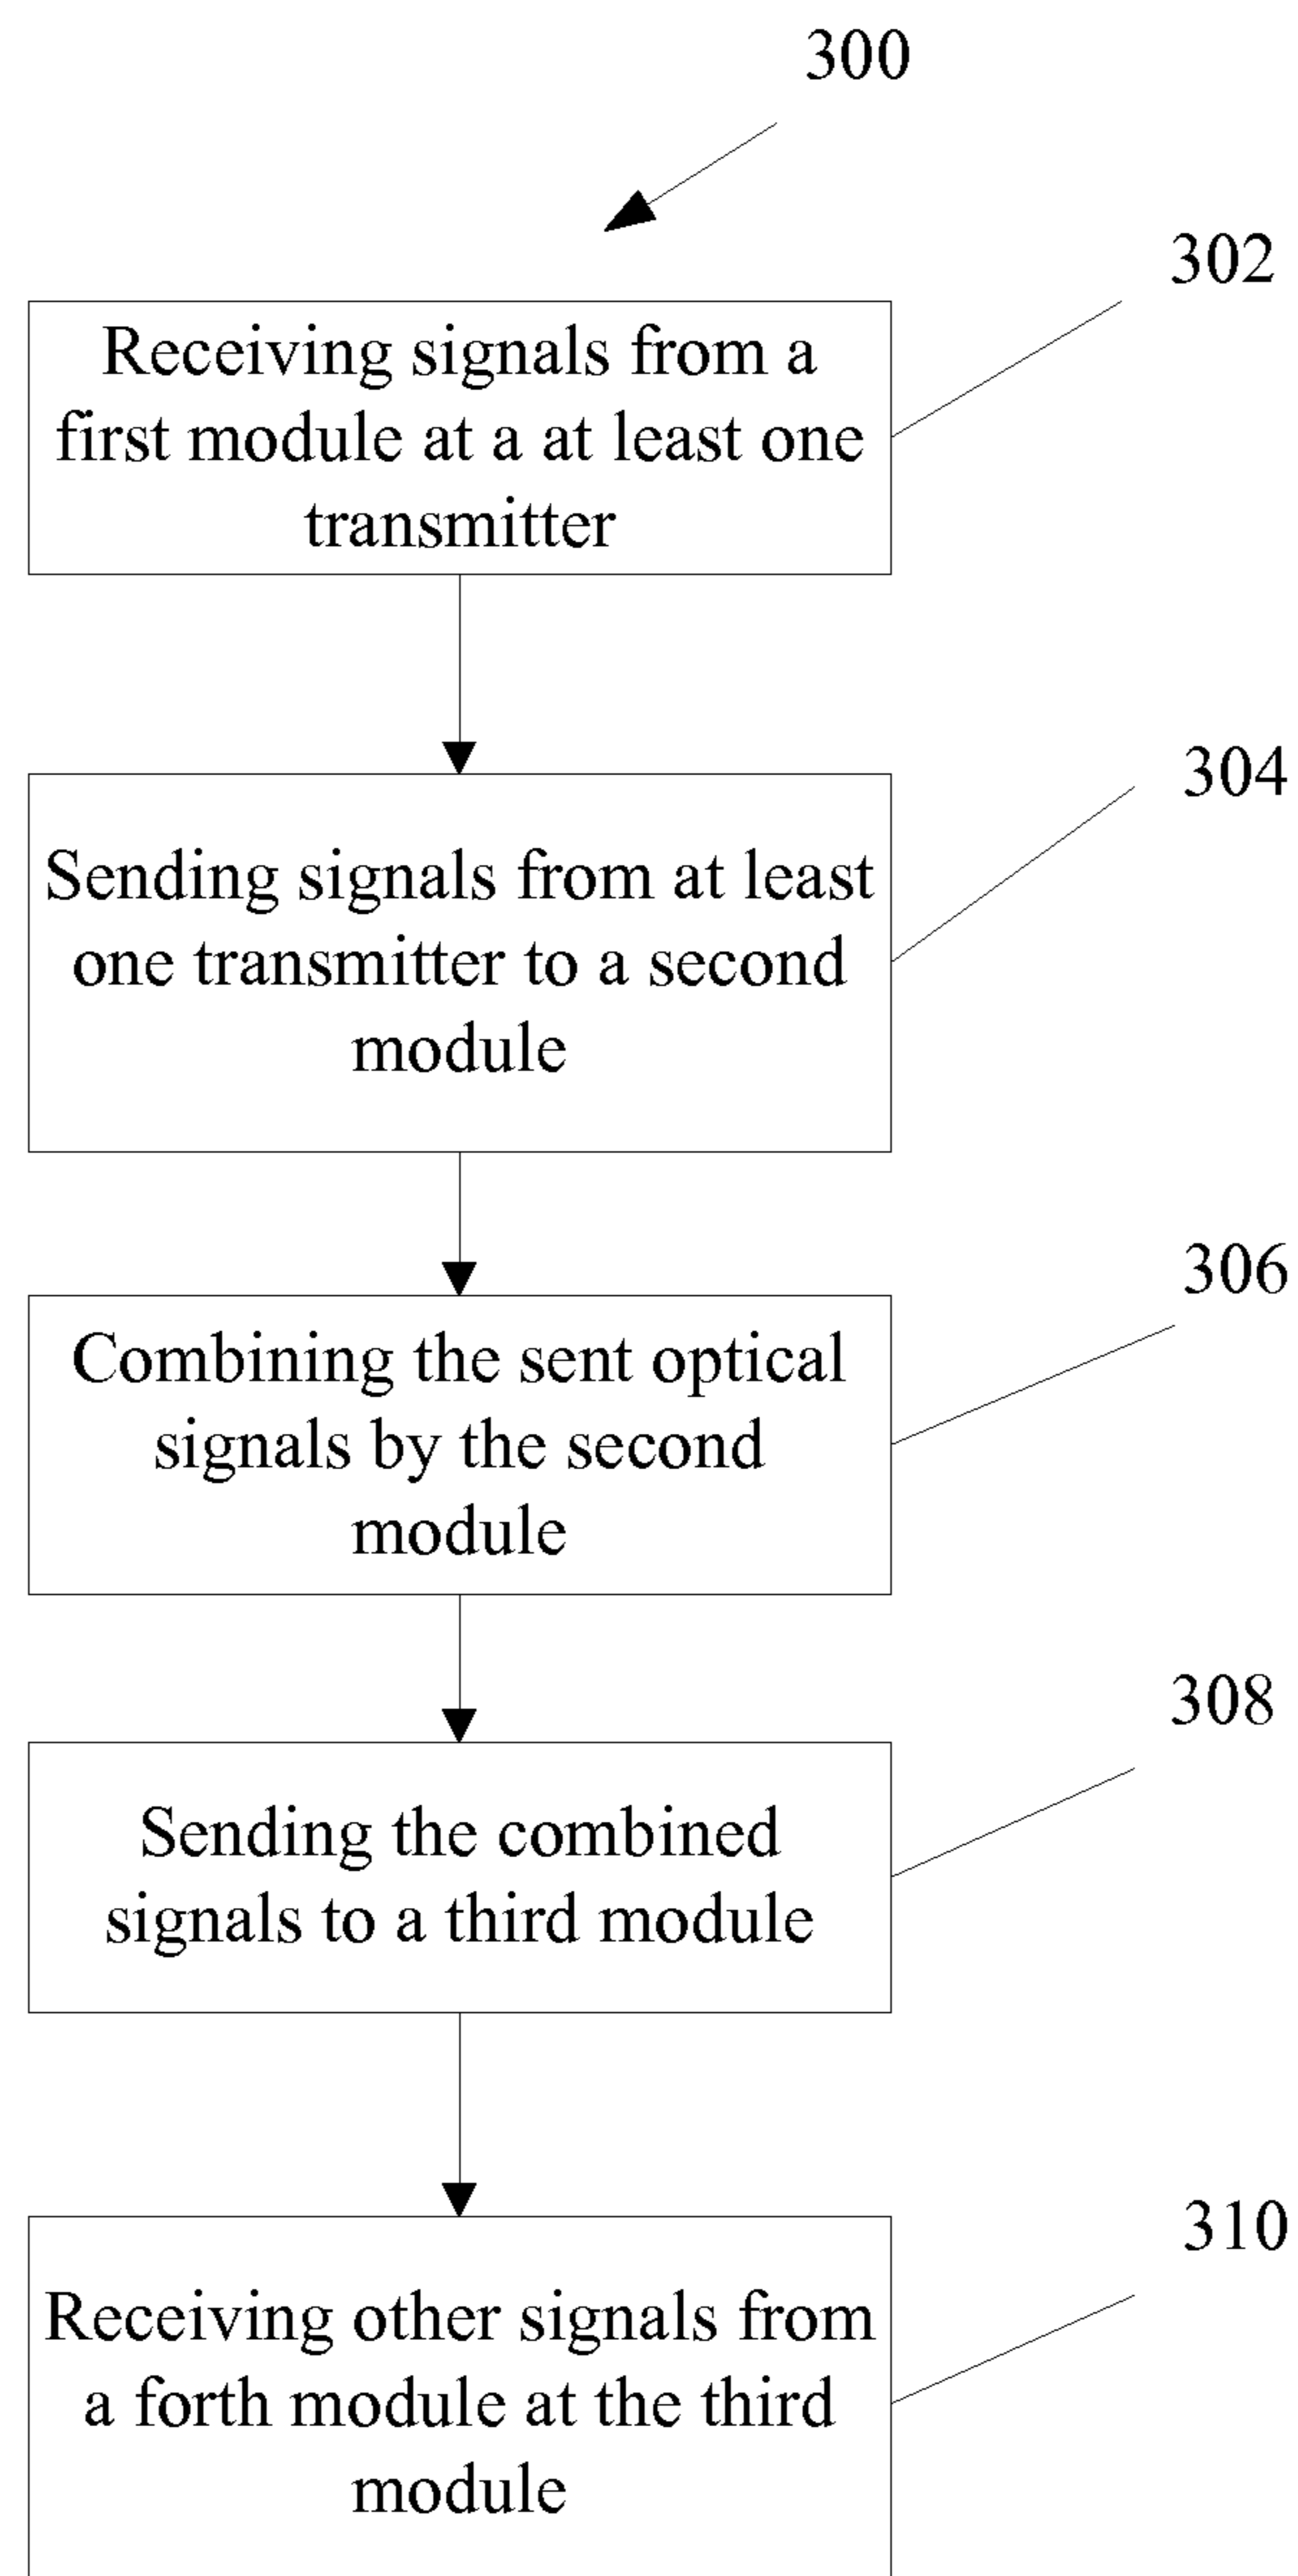 300
302
Receiving signals from a
first module at a at least one
transmitter
304
Sending signals from at least
one transmitter to a second
module
306
Combining the sent optical
signals by the second
module
308
Sending the combined
signals to a third module
310
Receiving other signals from
a forth module at the third
module